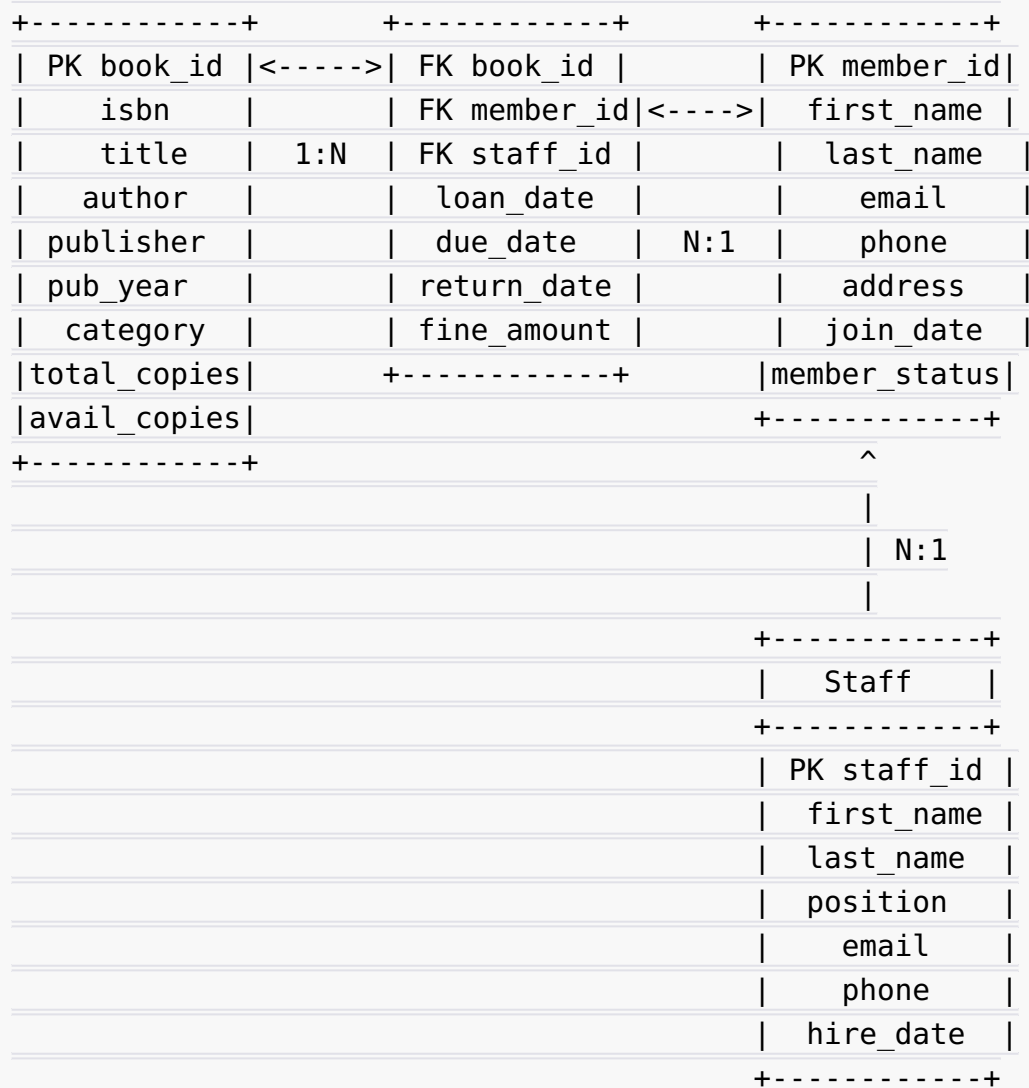 +------------+       +------------+       +------------+
| PK book_id |<----->| FK book_id |       | PK member_id|
|     isbn    |       | FK member_id|<---->|  first_name |
|     title   |  1:N  | FK staff_id |       |  last_name  |
|   author    |       |  loan_date  |       |    email     |
| publisher  |       |  due_date   |  N:1  |    phone     |
| pub_year   |       | return_date |       |   address   |
|  category  |       | fine_amount |       |  join_date  |
|total_copies|       +------------+       |member_status|
|avail_copies|                            +------------+
+------------+                                  ^
                                                |
                                                | N:1
                                                |
                                          +------------+
                                          |   Staff    |
                                          +------------+
                                          | PK staff_id |
                                          |  first_name |
                                          |  last_name  |
                                          |  position   |
                                          |    email    |
                                          |    phone    |
                                          |  hire_date  |
                                          +------------+